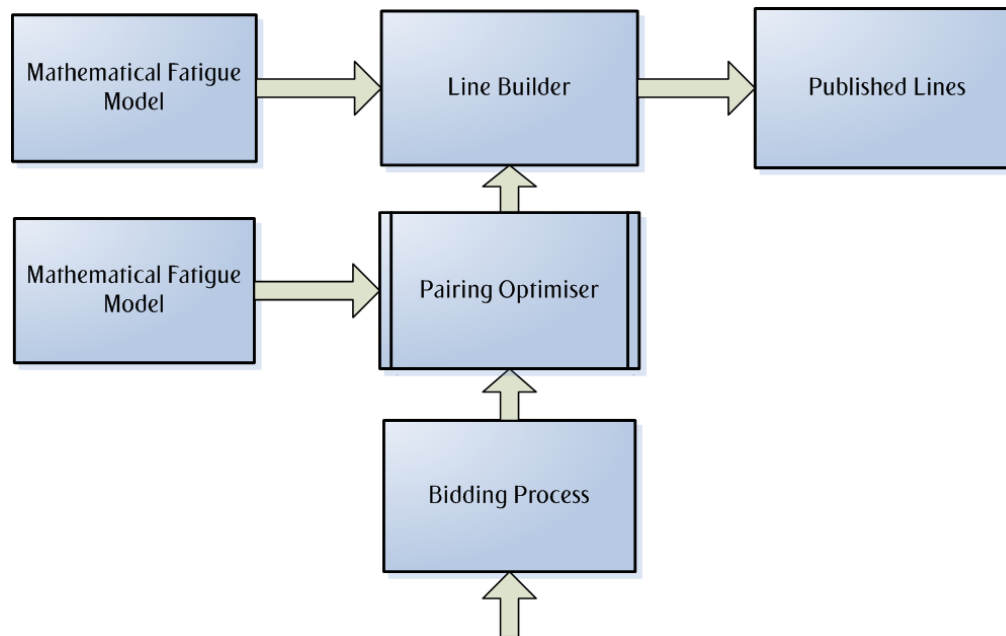 Mathematical Fatigue
Model
Line Builder
Published Lines
Mathematical Fatigue
Model
Pairing Optimiser
Bidding Process